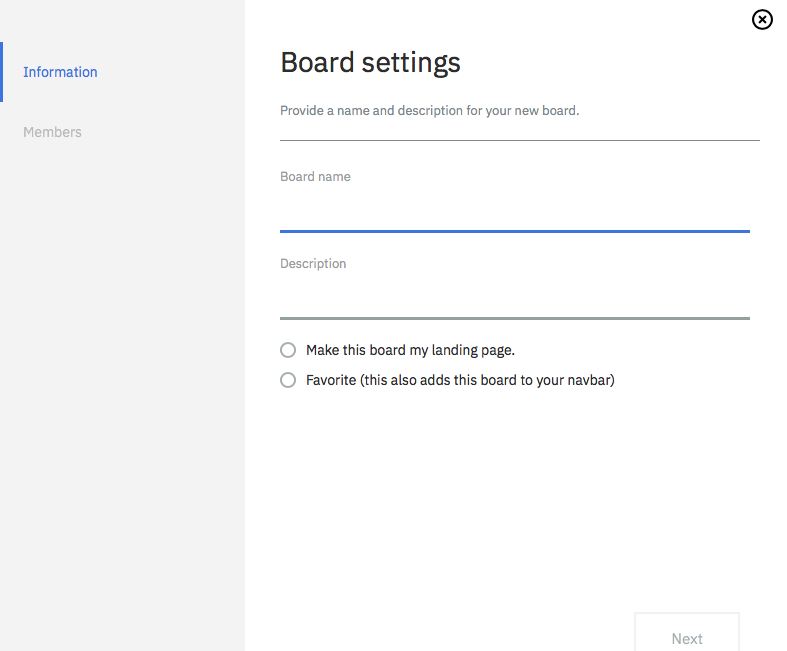 Information
Members
Board settings
Provide a name and description for your new board.
Board name
Description
Make this board my landing page.
Favorite (this also adds this board to your navbar)
Next